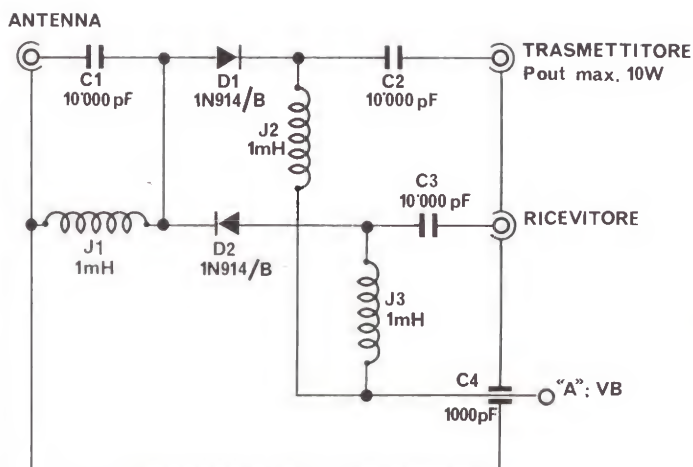 ANTENNA
C1
10'000 pF
D1
1N914/B
C2
10'000 pF
TRASMETTITORE
Pout max. 10W
J2
1mH
C3
10'000 pF
RICEVITORE
J1
1mH
D2
1N914/B
J3
1mH
C4
1000pF
"A"; VB